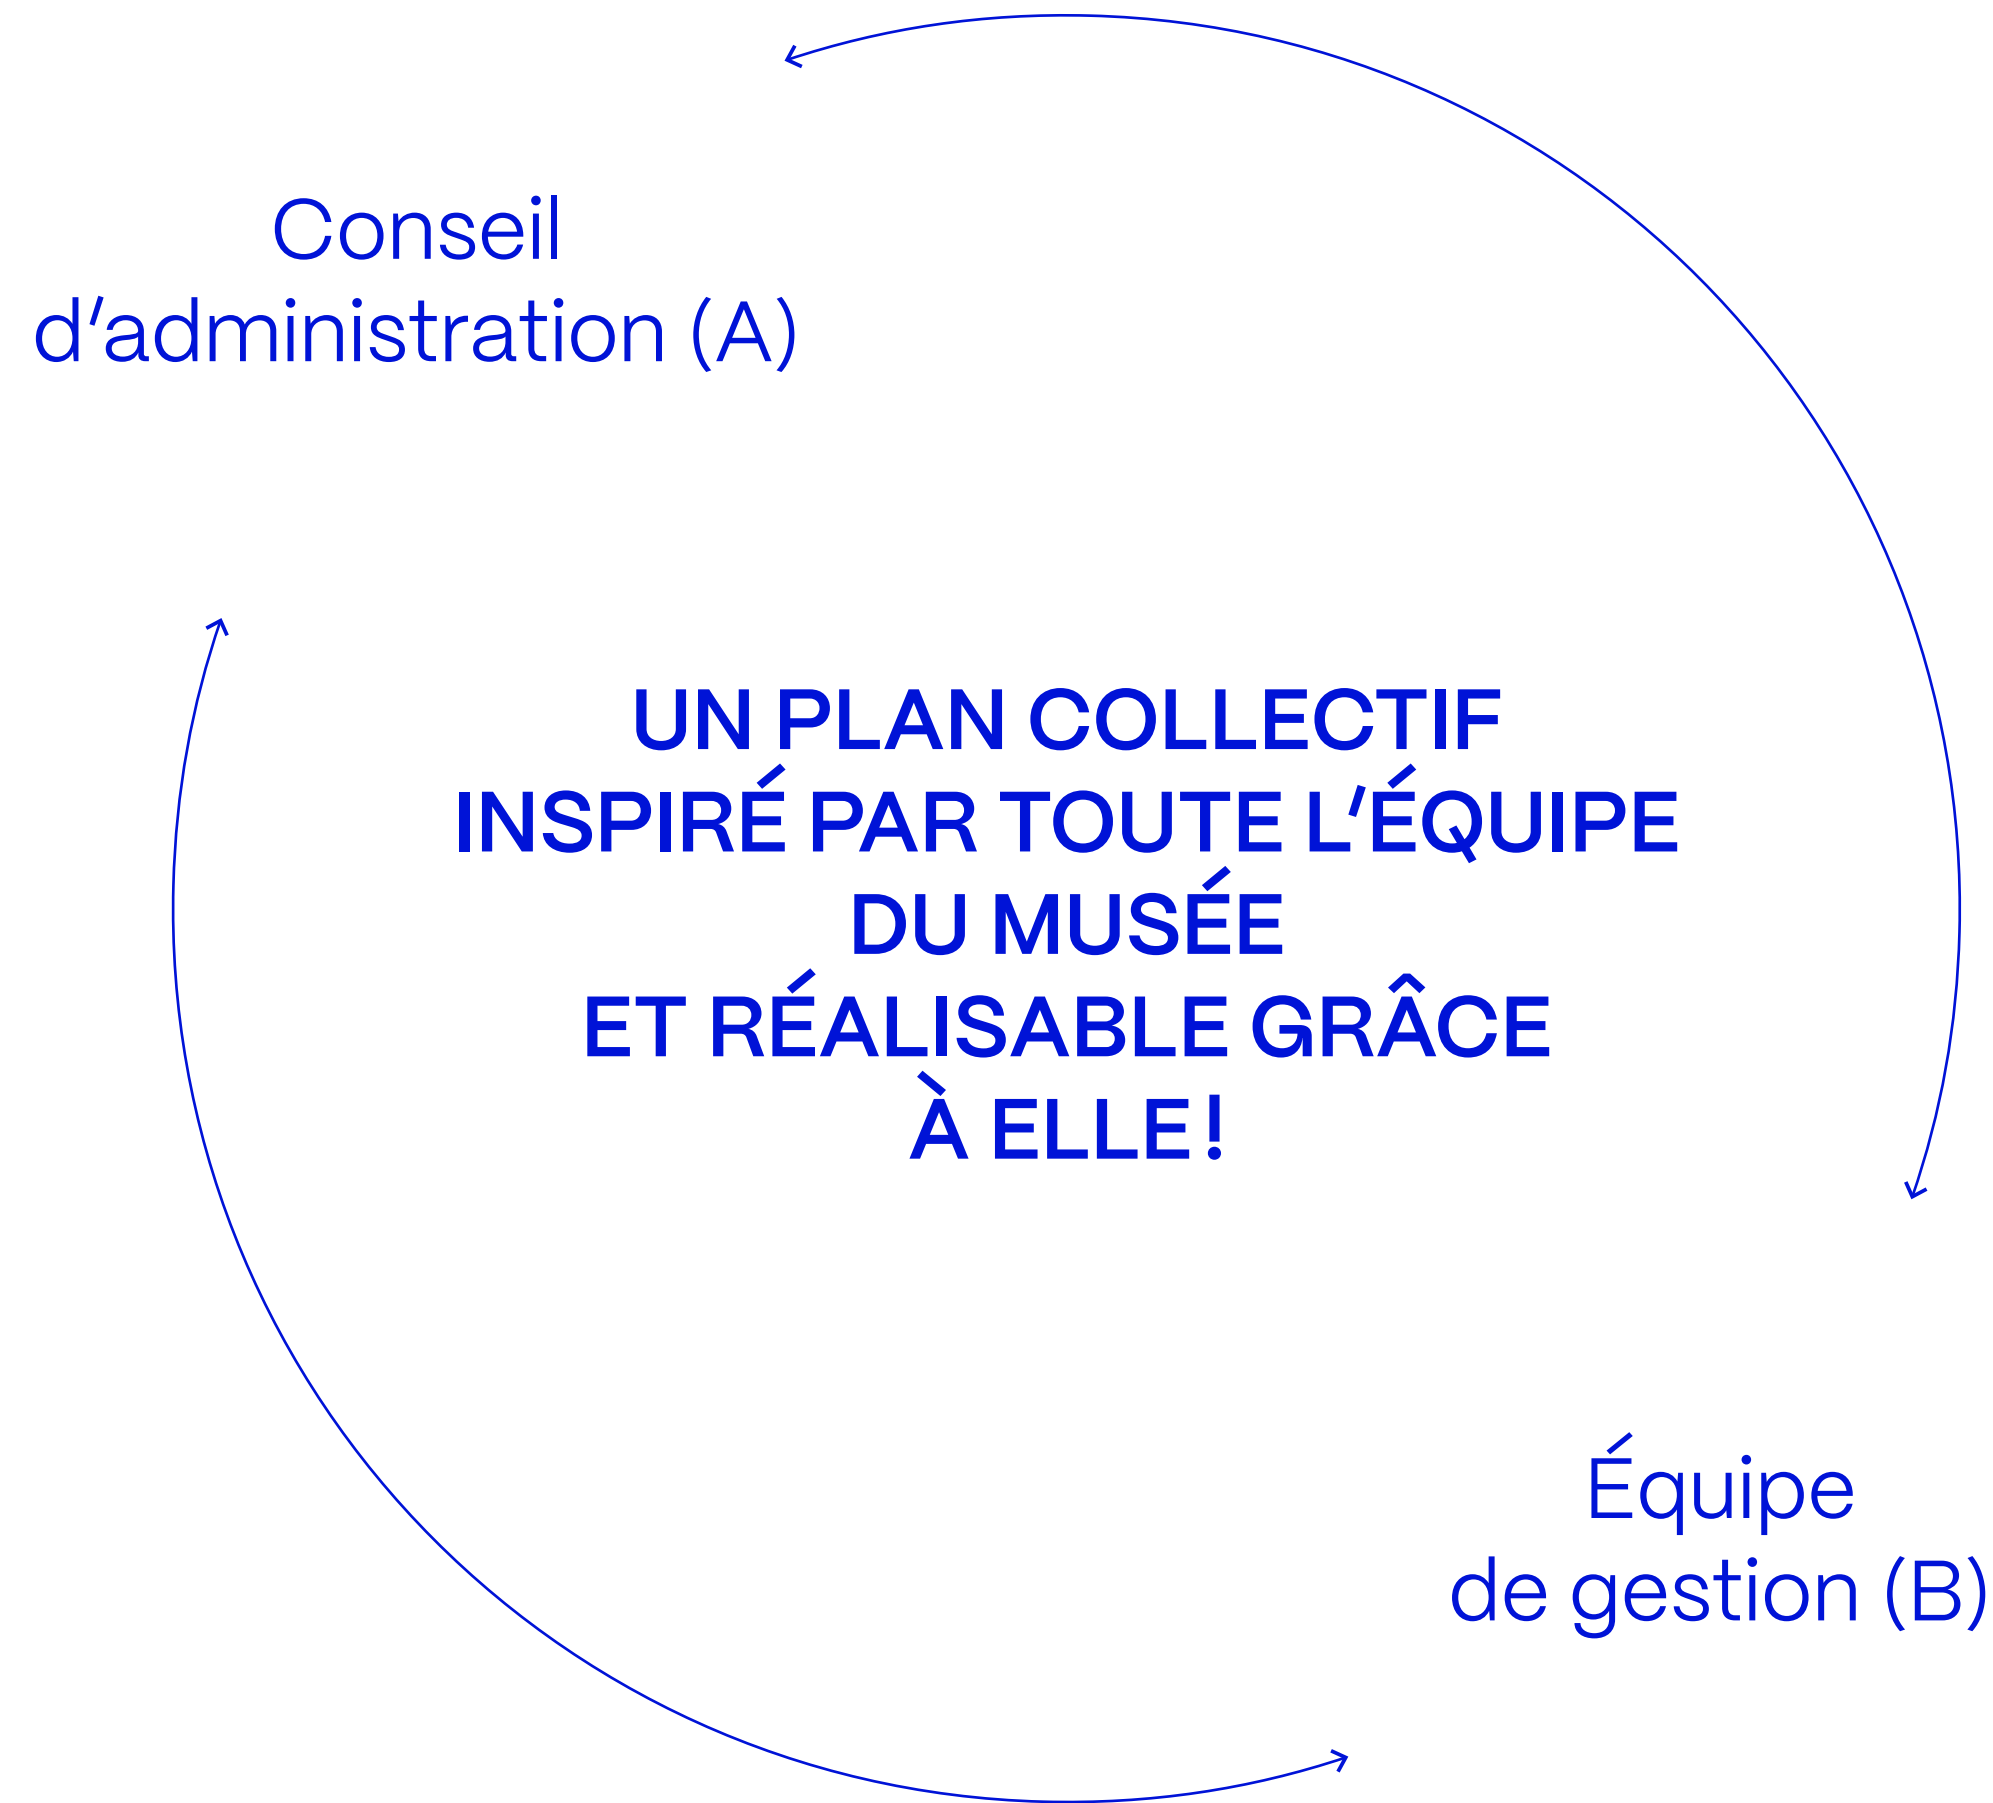 Conseil
d'administration (A)
UN PLAN COLLECTIF
INSPIRÉ PAR TOUTE L'ÉQUIPE
DU MUSÉE
ET RÉALISABLE GRÂCE
À ELLE !
Équipe
de gestion (B)